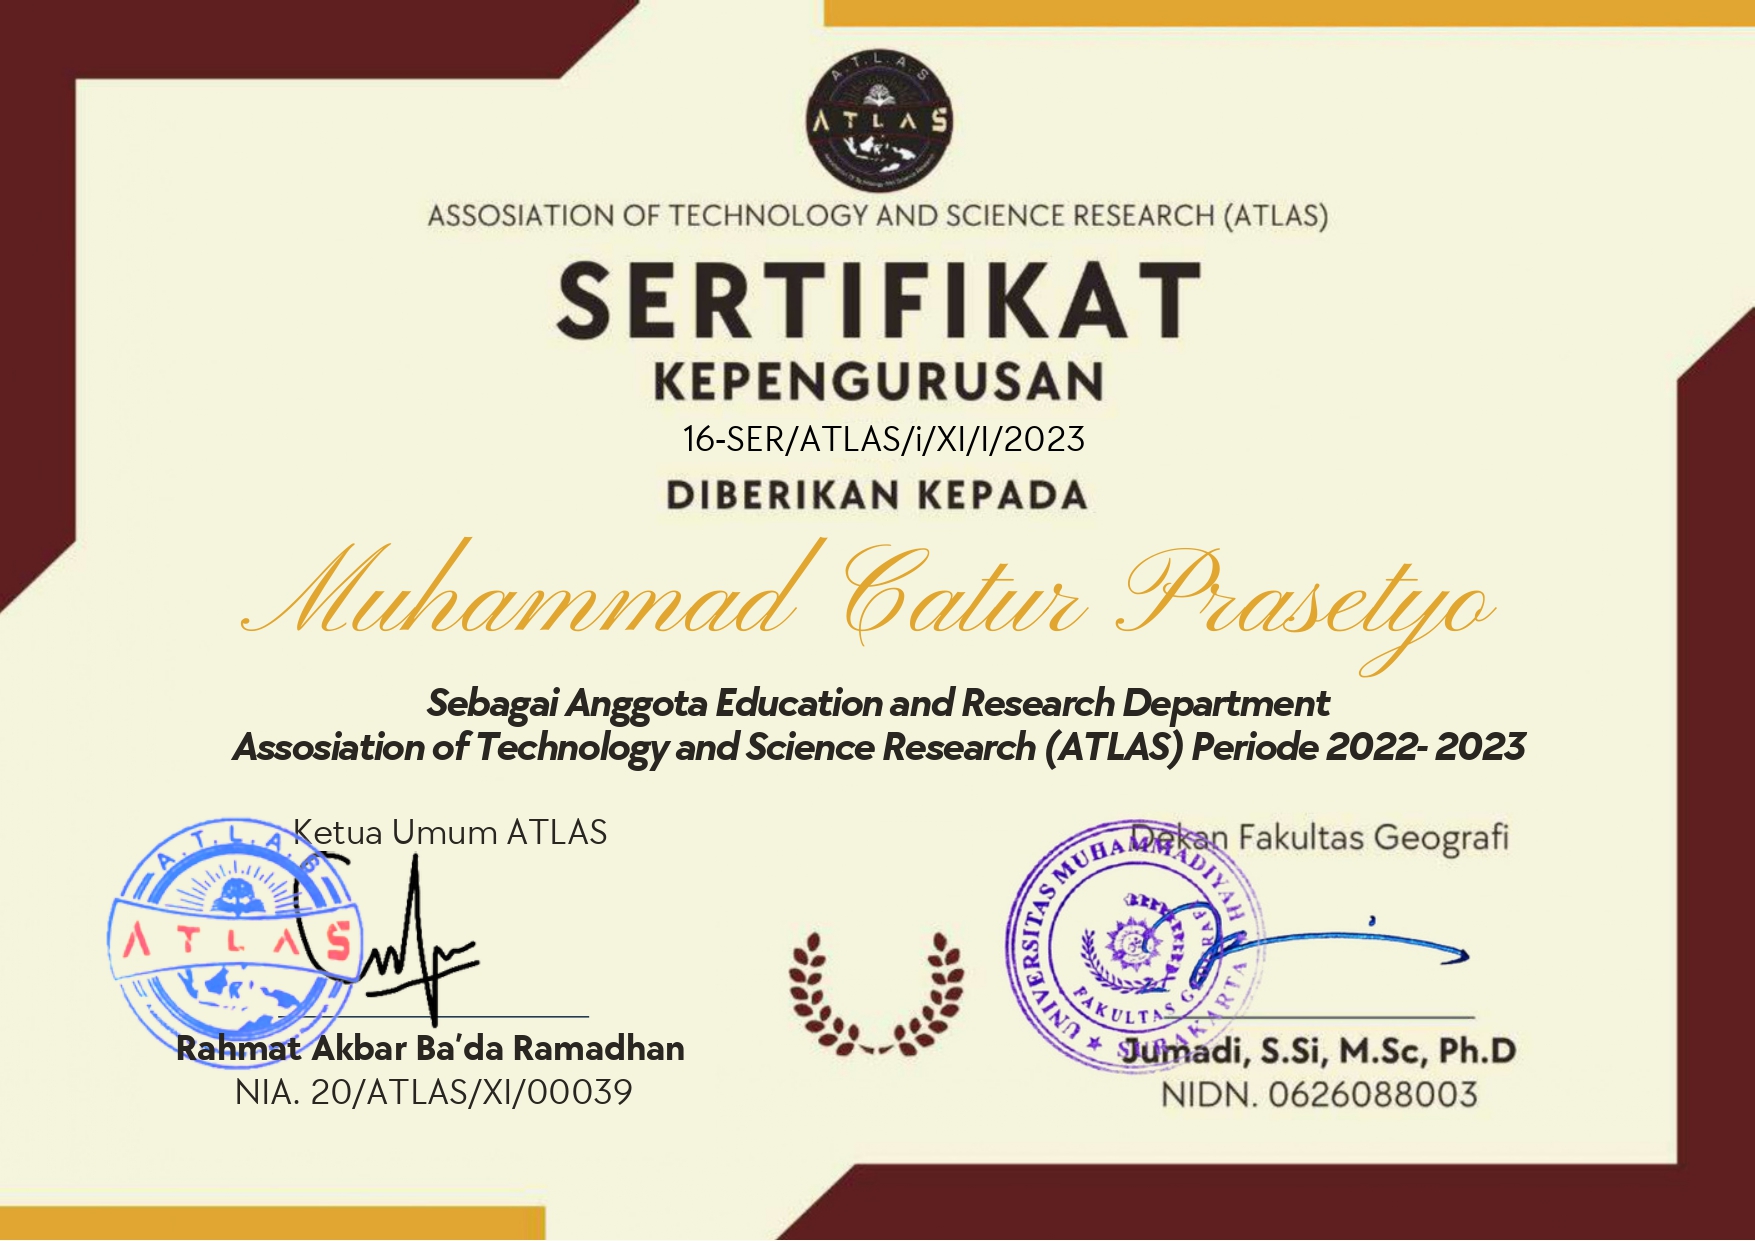 A.T.L.A.S
ATLAS
ASSOSIATION OF TECHNOLOGY AND SCIENCE RESEARCH (ATLAS)
SERTIFIKAT
KEPENGURUSAN
16-SER/ATLAS/i/XI/I/2023
DIBERIKAN KEPADA
Muhammad Catur Prasetyo
Sebagai Anggota Education and Research Department
Assosiation of Technology and Science Research (ATLAS) Periode 2022- 2023
Ketua Umum ATLAS
A.T.L.A.S
ATLAS
Rahmat Akbar Ba'da Ramadhan
NIA. 20/ATLAS/XI/00039
Dekan Fakultas Geografi
UNIVERSITAS MUHAMMADIYAH
SURAKARTA
FAKULTAS
Jumadi, S.Si, M.Sc, Ph.D
NIDN. 0626088003